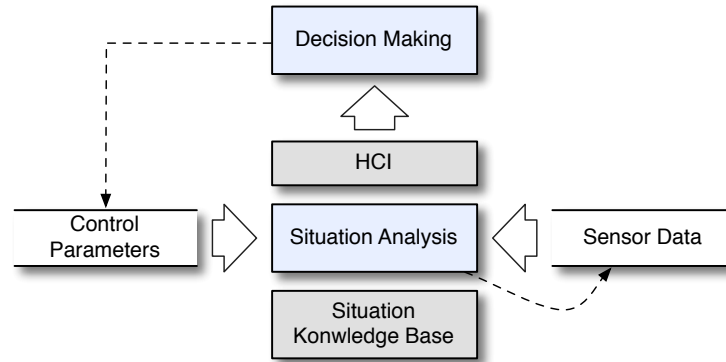 Decision Making
HCI
Control
Parameters
Situation Analysis
Sensor Data
Situation
Konwledge Base